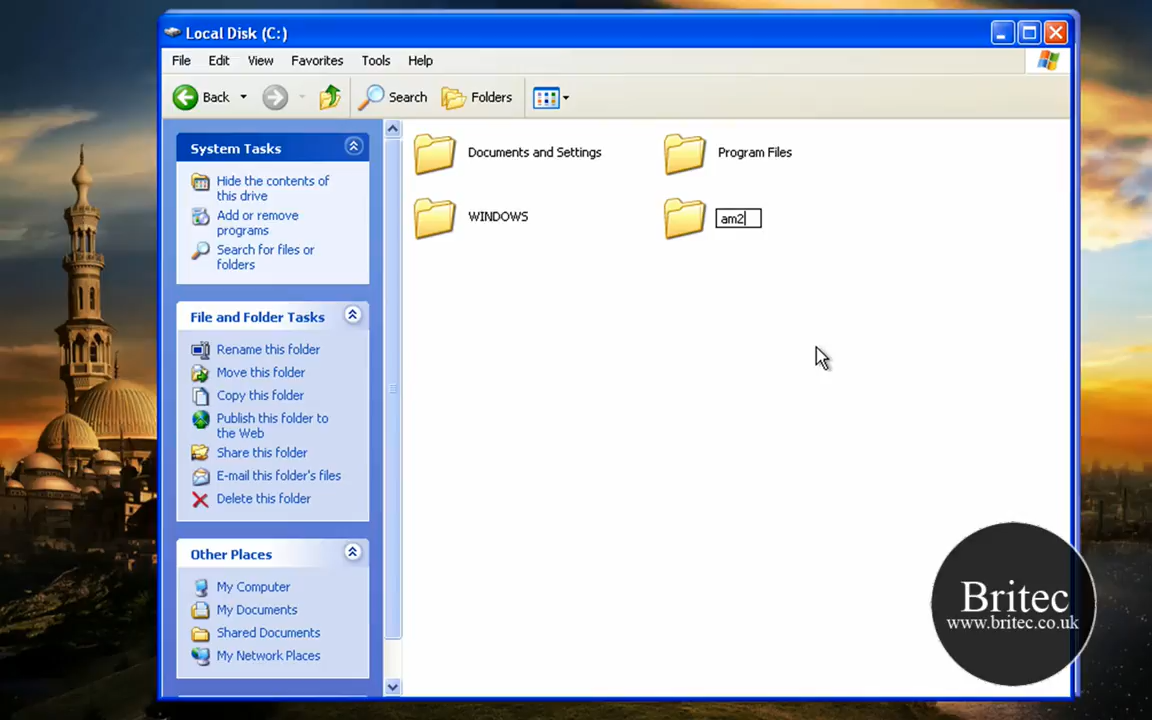 Local Disk (C:)
File Edit View Favorites Tools Help
Back Search Folders
System Tasks
Hide the contents of
this drive
Add or remove
programs
Search for files or
folders
File and Folder Tasks
Rename this folder
Move this folder
Copy this folder
Publish this folder to
the Web
Share this folder
E-mail this folder's files
Delete this folder
Other Places
My Computer
My Documents
Shared Documents
My Network Places
Documents and Settings
Program Files
WINDOWS
am2
Britec
www.britec.co.uk